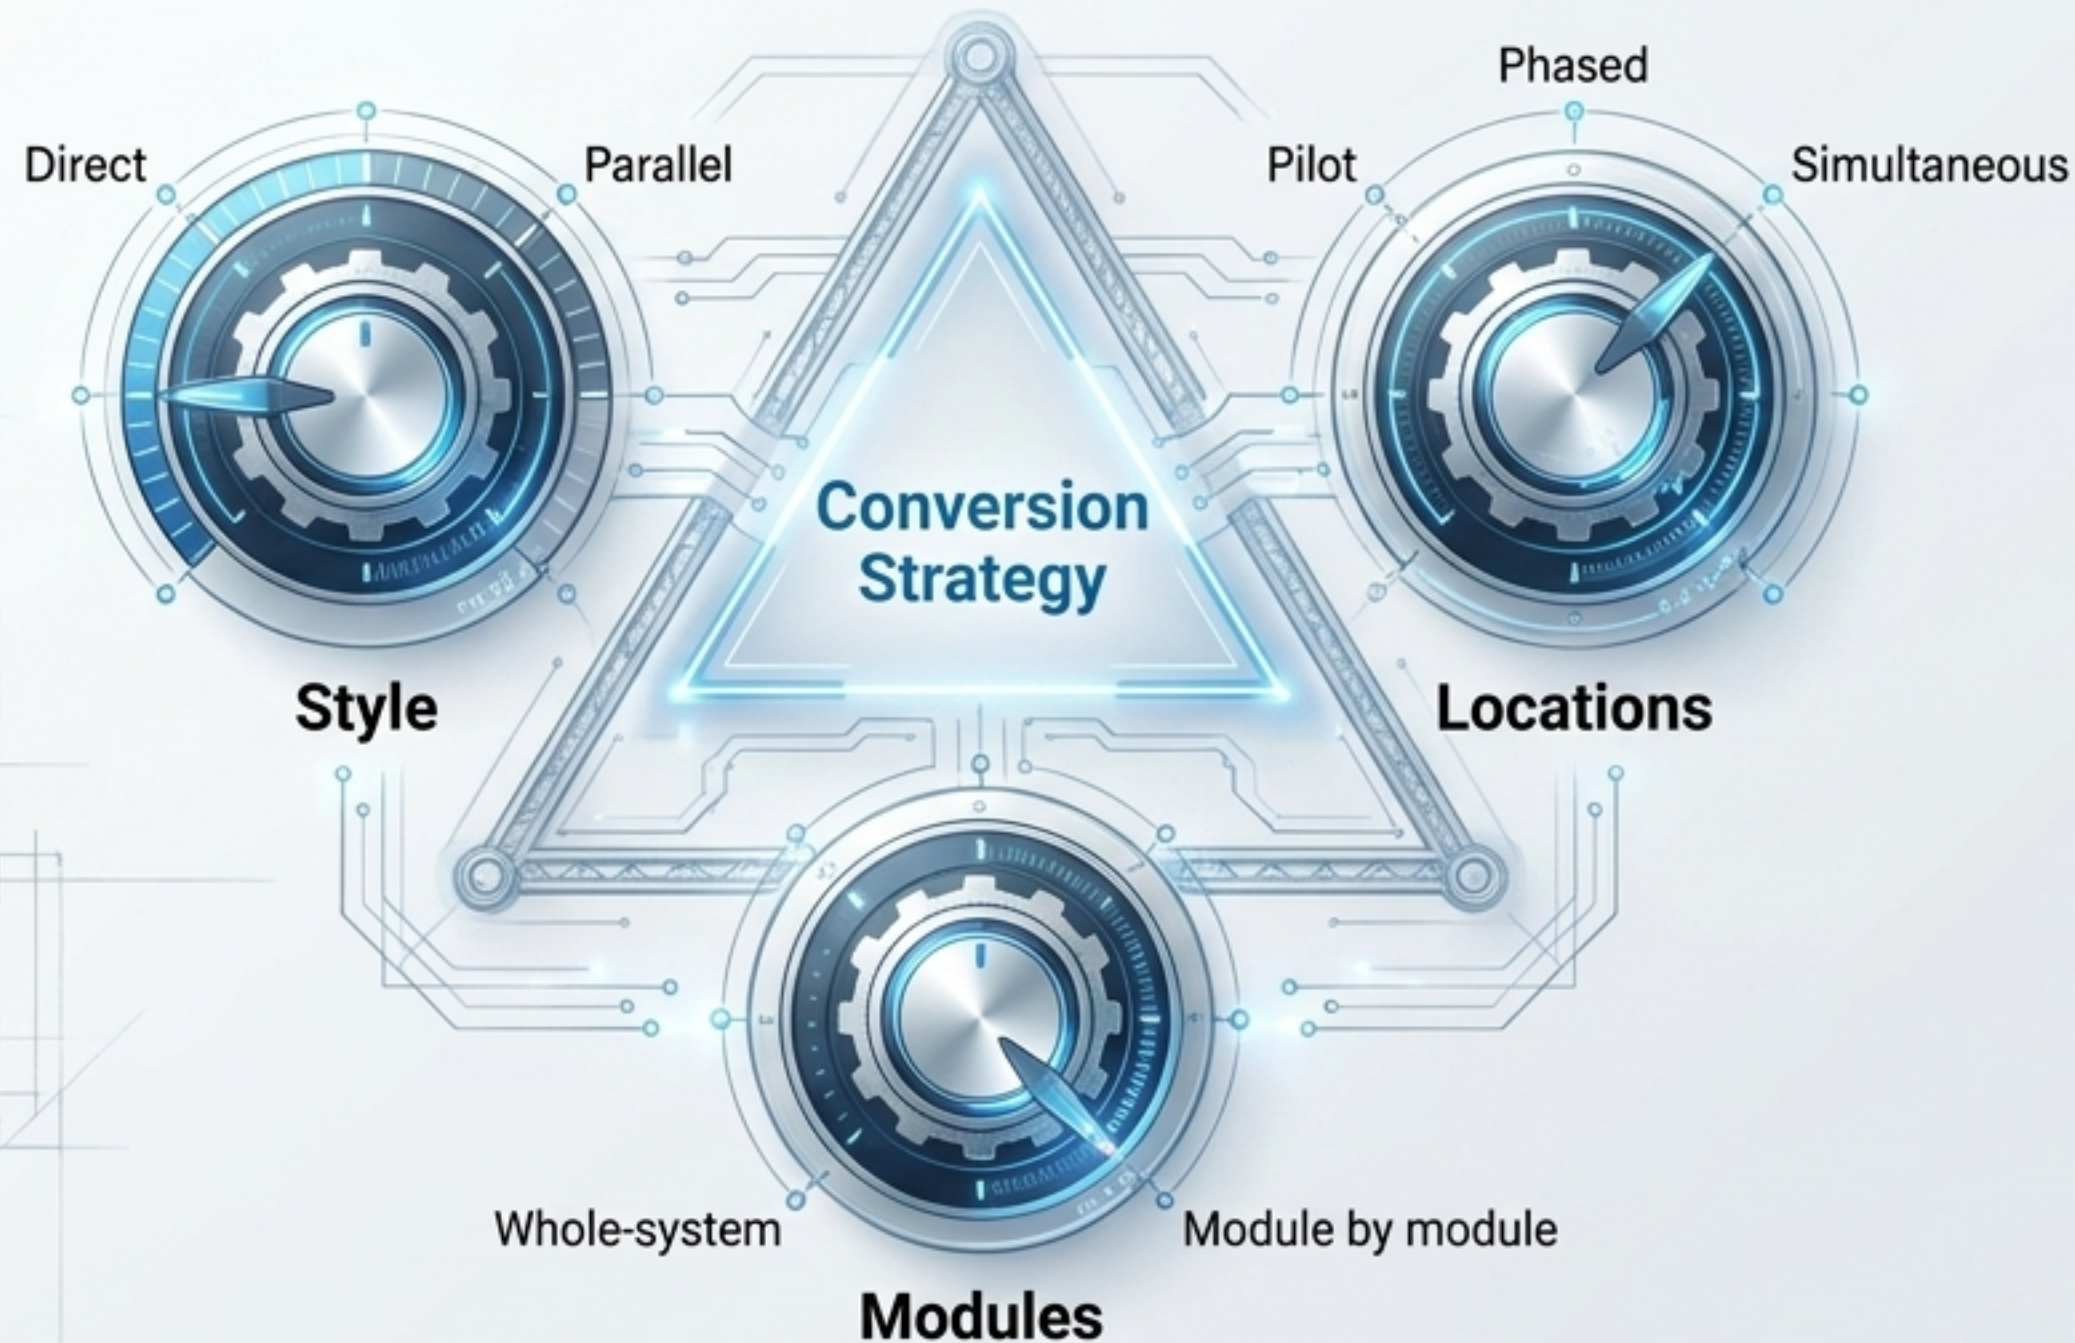 Phased
Direct
Parallel
Pilot
Simultaneous
Conversion
Strategy
Style
Locations
Whole-system
Module by module
Modules